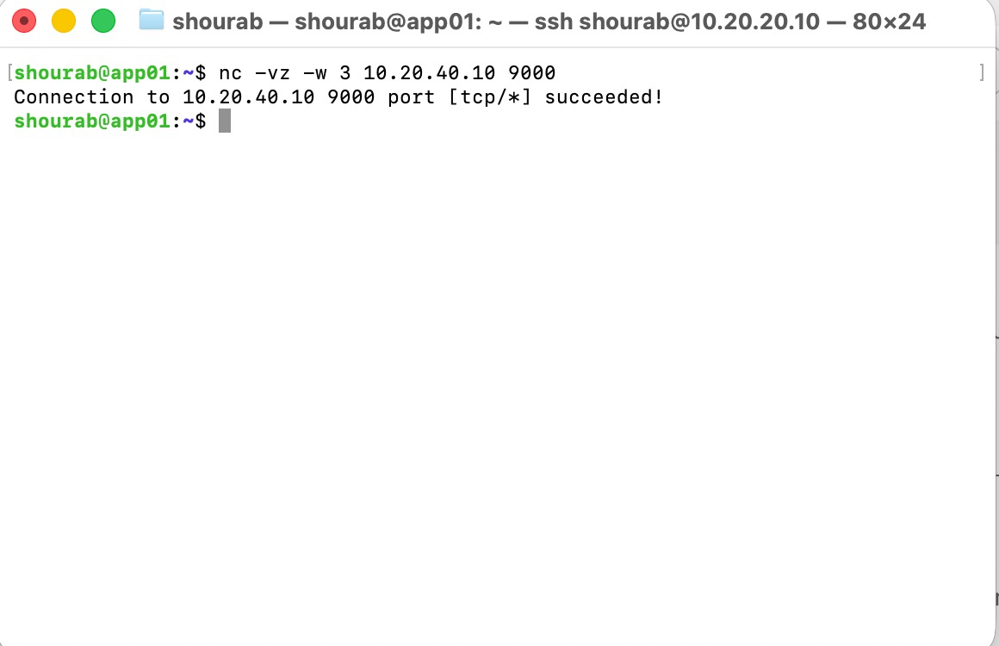 shourab — shourab@app01: ~ — ssh shourab@10.20.20.10 — 80×24
[shourab@app01:~$ nc -vz -w 3 10.20.40.10 9000 ]
Connection to 10.20.40.10 9000 port [tcp/*] succeeded!
shourab@app01:~$